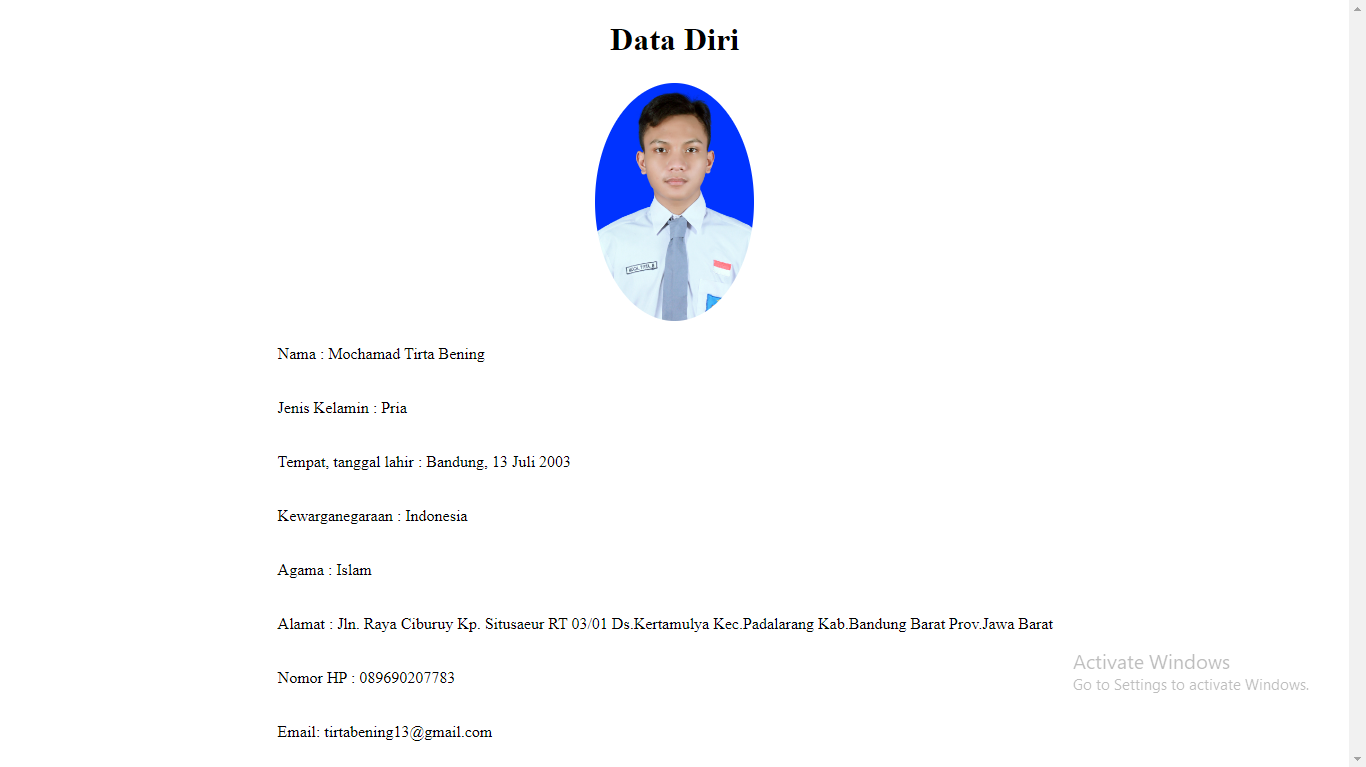 Data Diri
Nama : Mochamad Tirta Bening
Jenis Kelamin : Pria
Tempat, tanggal lahir : Bandung, 13 Juli 2003
Kewarganegaraan : Indonesia
Agama : Islam
Alamat : Jln. Raya Ciburuy Kp. Situsaeur RT 03/01 Ds.Kertamulya Kec.Padalarang Kab.Bandung Barat Prov.Jawa Barat
Nomor HP : 089690207783
Email: tirtabening13@gmail.com
Activate Windows
Go to Settings to activate Windows.